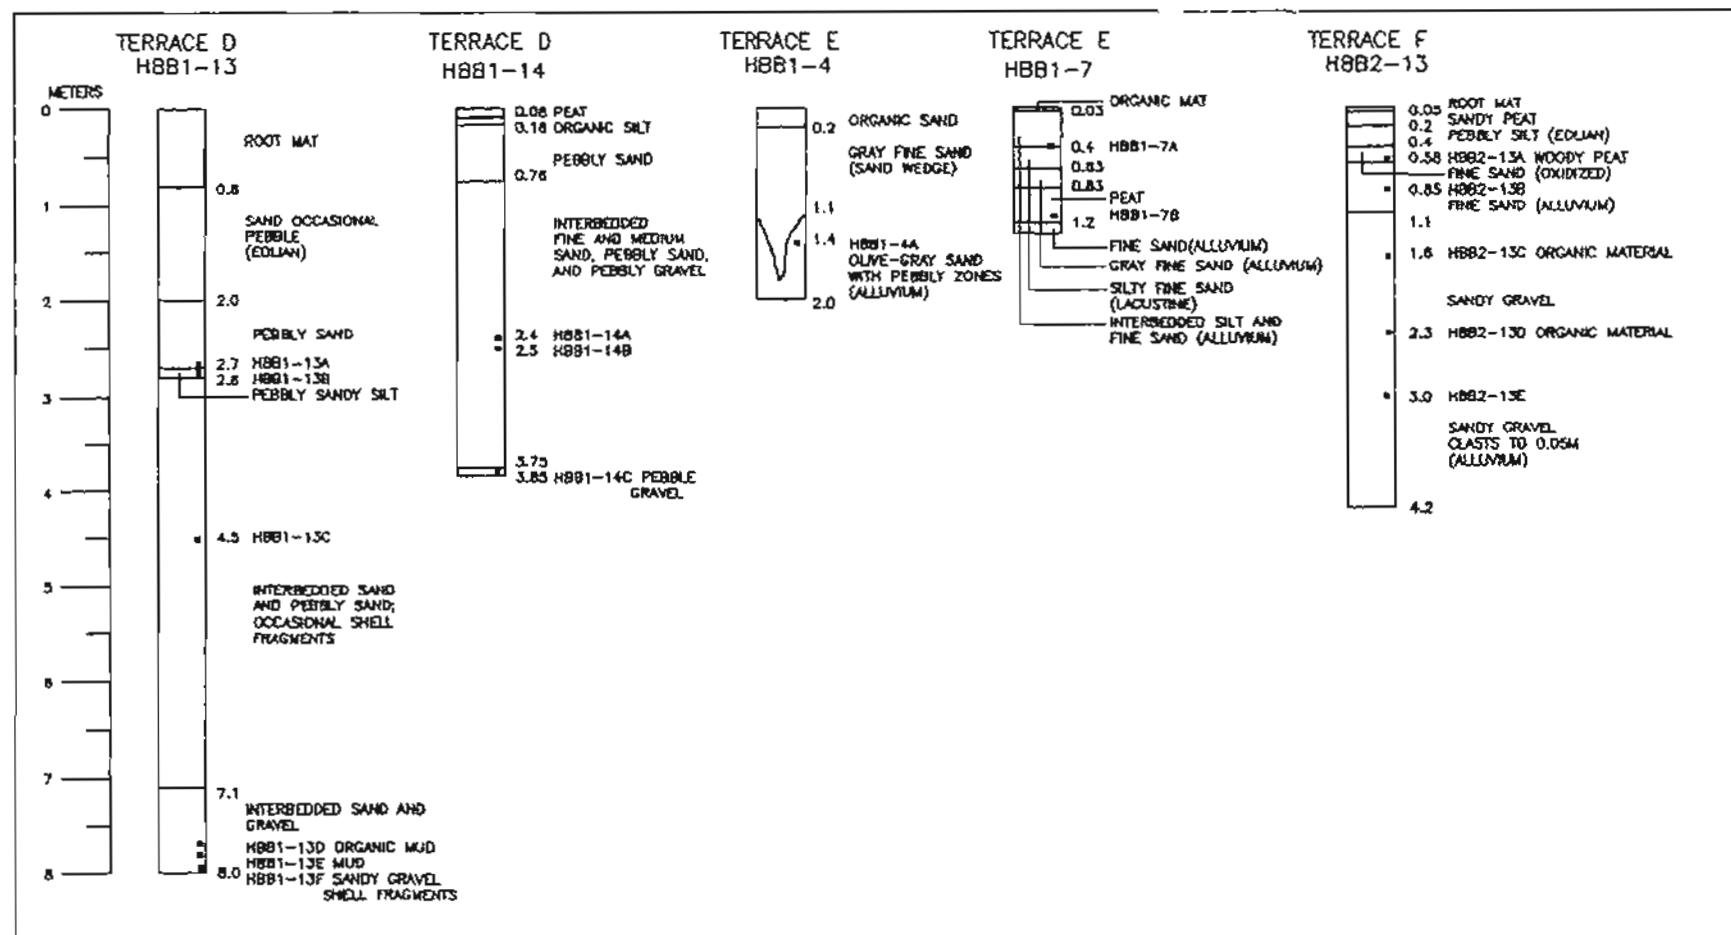 TERRACE D
HBB1-13
METERS
0
1
2
3
4
5
6
7
8
ROOT MAT
0.8
SAND OCCASIONAL
PEBBLE
(EOLIAN)
2.0
PEBBLY SAND
2.7 HBB1-13A
2.8 HBB1-13B
PEBBLY SANDY SILT
4.5 HBB1-13C
INTERBEDDED SAND
AND PEBBLY SAND;
OCCASIONAL SHELL
FRAGMENTS
7.1
INTERBEDDED SAND AND
GRAVEL
HBB1-13D ORGANIC MUD
HBB1-13E MUD
8.0 HBB1-13F SANDY GRAVEL
SHELL FRAGMENTS
TERRACE D
HBB1-14
0.08 PEAT
0.18 ORGANIC SILT
PEBBLY SAND
0.76
INTERBEDDED
FINE AND MEDIUM
SAND, PEBBLY SAND,
AND PEBBLY GRAVEL
2.4 HBB1-14A
2.5 HBB1-14B
3.75
3.85 HBB1-14C PEBBLE
GRAVEL
TERRACE E
HBB1-4
ORGANIC SAND
0.2
GRAY FINE SAND
(SAND WEDGE)
1.1
1.4 HBB1-4A
OLIVE-GRAY SAND
WITH PEBBLY ZONES
(ALLUVIUM)
2.0
TERRACE E
HBB1-7
ORGANIC MAT
0.03
0.4 HBB1-7A
0.63
0.83
PEAT
HBB1-7B
1.2
FINE SAND(ALLUVIUM)
GRAY FINE SAND (ALLUVIUM)
SILTY FINE SAND
(LACUSTINE)
INTERBEDDED SILT AND
FINE SAND (ALLUVIUM)
TERRACE F
HBB2-13
ROOT MAT
0.05
SANDY PEAT
0.2
PEBBLY SILT (EOLIAN)
0.4
0.58 HBB2-13A WOODY PEAT
FINE SAND (OXIDIZED)
0.85 HBB2-13B
FINE SAND (ALLUVIUM)
1.1
1.6 HBB2-13C ORGANIC MATERIAL
SANDY GRAVEL
2.3 HBB2-13D ORGANIC MATERIAL
3.0 HBB2-13E
SANDY GRAVEL
CLASTS TO 0.05M
(ALLUVIUM)
4.2